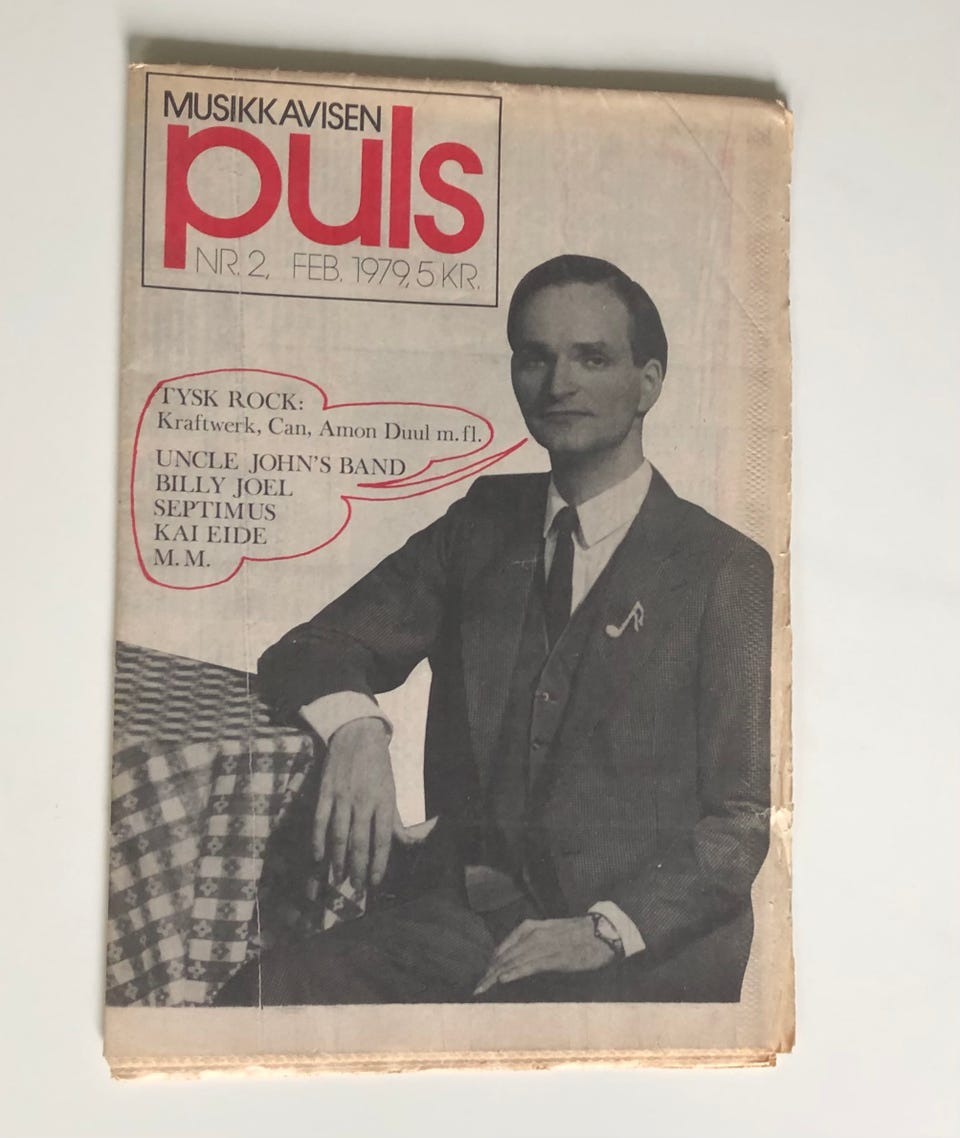 MUSIKKAVISEN
puls
NR. 2, FEB. 1979, 5 KR.
TYSK ROCK:
Kraftwerk, Can, Amon Duul m.fl.
UNCLE JOHN'S BAND
BILLY JOEL
SEPTIMUS
KAI EIDE
M. M.